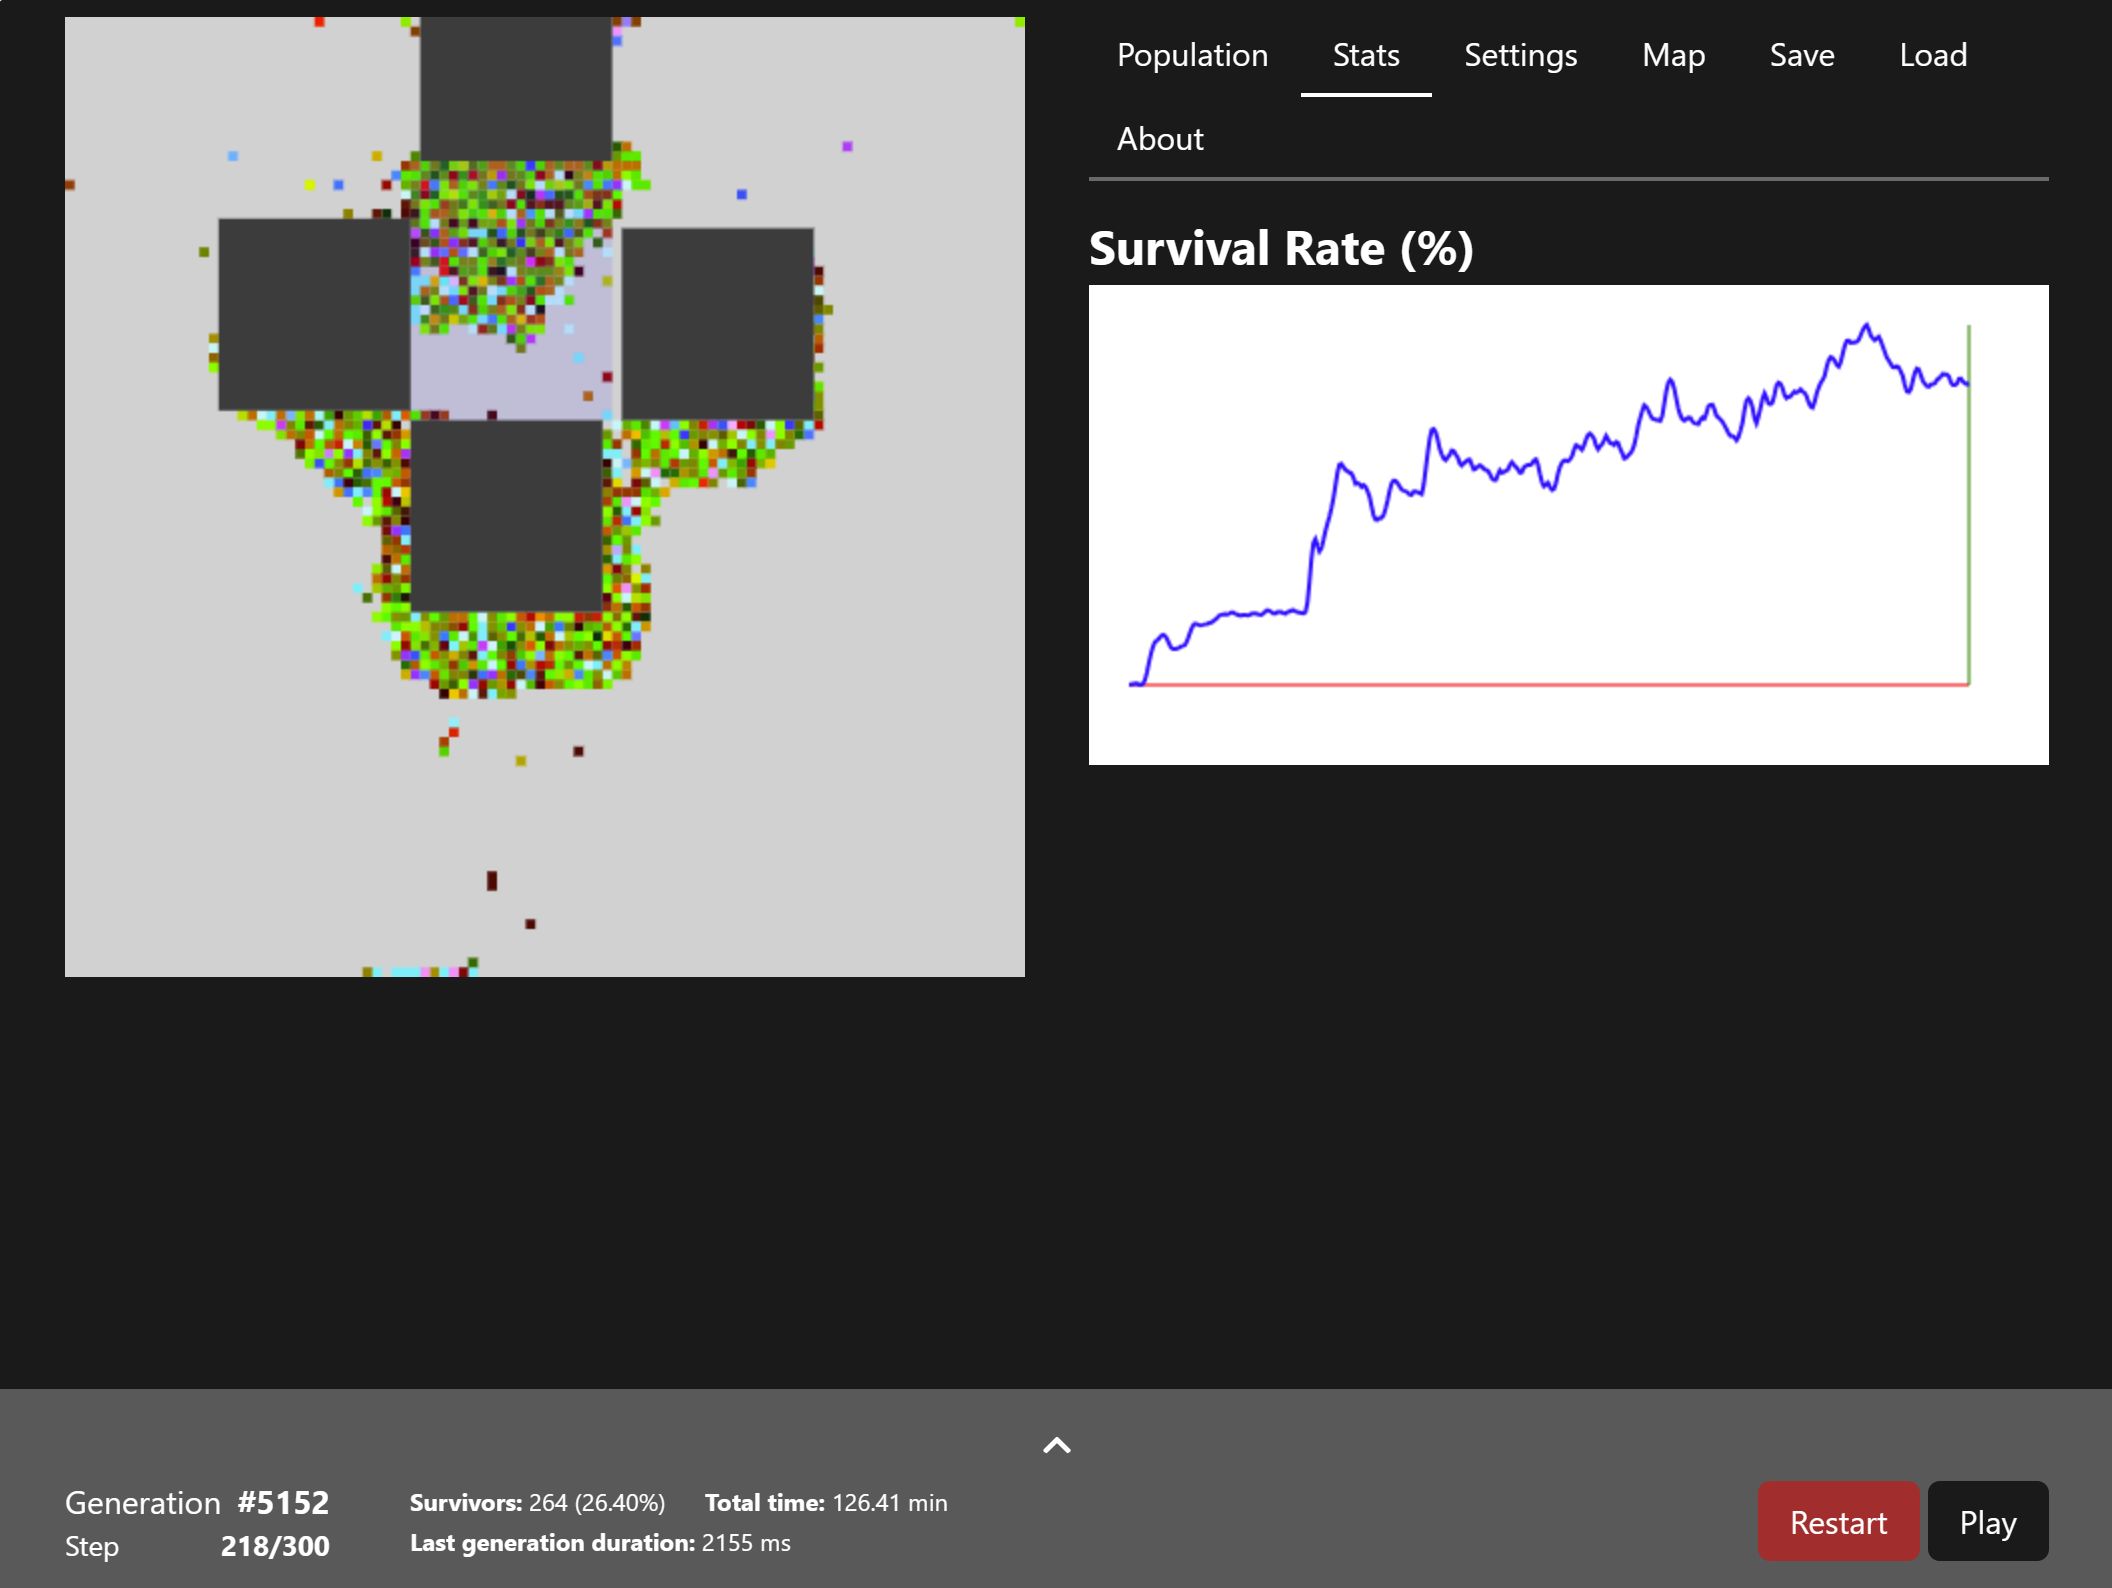 Population Stats Settings Map Save Load
About
Survival Rate (%)
Generation #5152
Step 218/300
Survivors: 264 (26.40%) Total time: 126.41 min
Last generation duration: 2155 ms
Restart Play